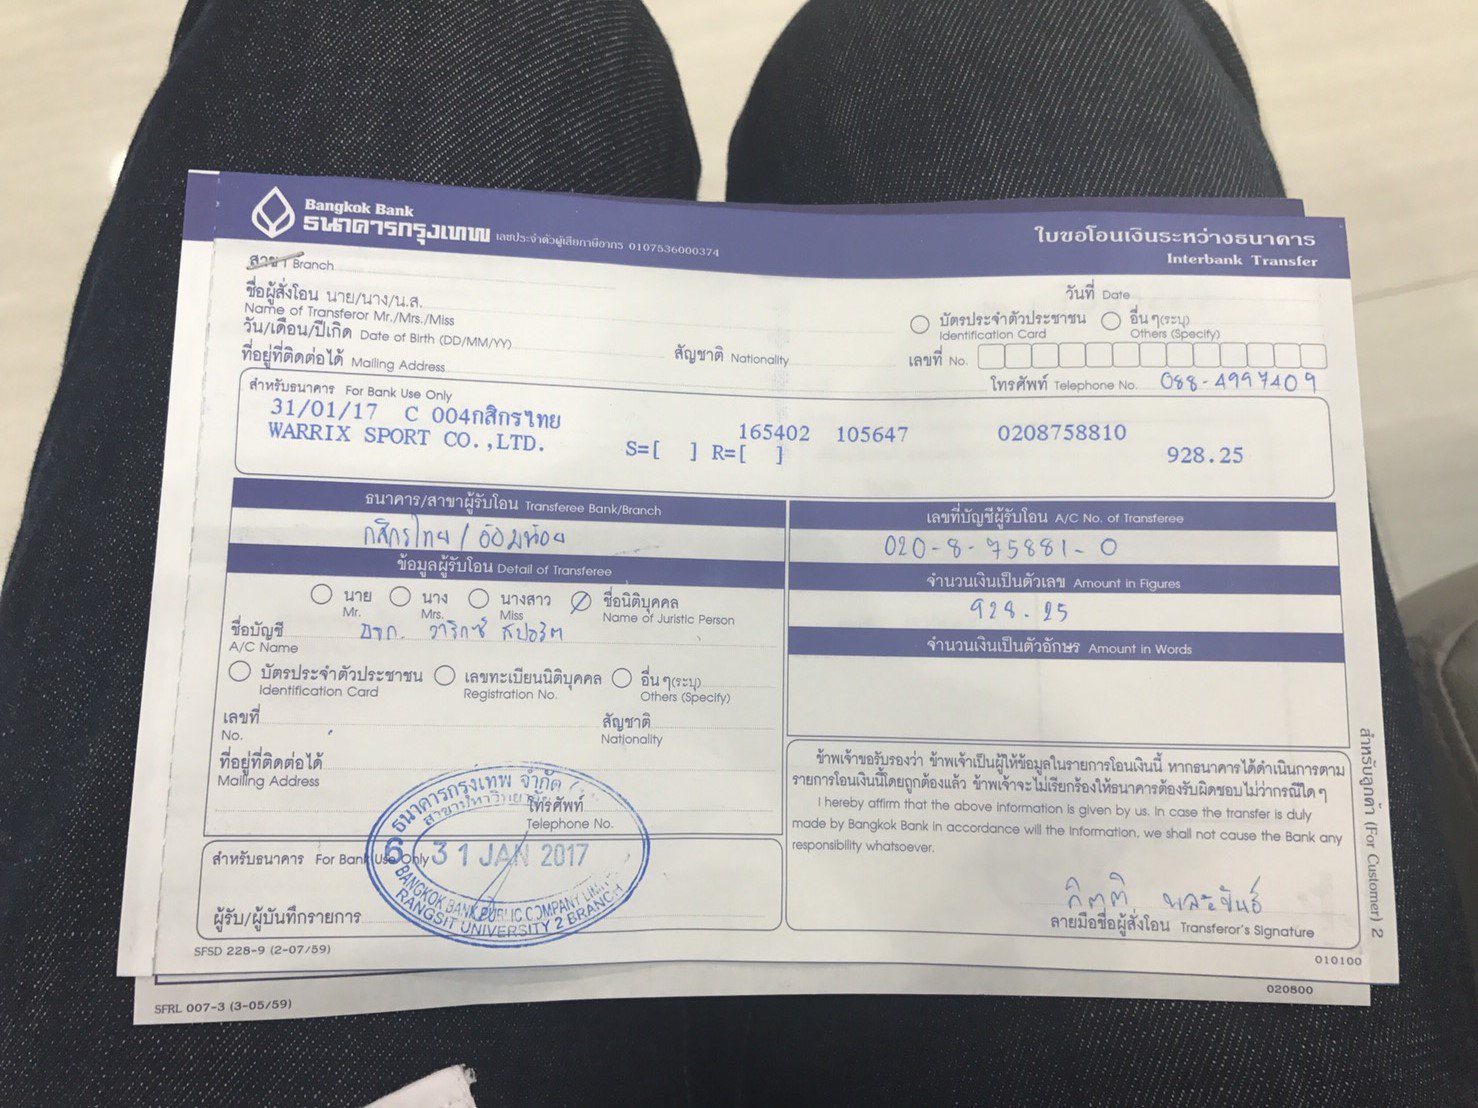 Bangkok Bank
ธนาคารกรุงเทพ เลขประจำตัวผู้เสียภาษีอากร 0107536000374
ใบขอโอนเงินระหว่างธนาคาร
Interbank Transfer
สาขา Branch
วันที่ Date
ชื่อผู้สั่งโอน นาย/นาง/น.ส.
Name of Transferor Mr./Mrs./Miss
บัตรประจำตัวประชาชน
Identification Card
อื่น ๆ(ระบุ)
Others (Specify)
วัน/เดือน/ปีเกิด Date of Birth (DD/MM/YY)
สัญชาติ Nationality
เลขที่ No.
ที่อยู่ที่ติดต่อได้ Mailing Address
โทรศัพท์ Telephone No. 088-4997409
สำหรับธนาคาร For Bank Use Only
31/01/17 C 004กสิกรไทย 165402 105647 0208758810
WARRIX SPORT CO.,LTD. S=[ ] R=[ ] 928.25
ธนาคาร/สาขาผู้รับโอน Transferee Bank/Branch
กสิกรไทย / อ้อมน้อย
ข้อมูลผู้รับโอน Detail of Transferee
นาย
Mr.
นาง
Mrs.
นางสาว
Miss
ชื่อนิติบุคคล
Name of Juristic Person
ชื่อบัญชี วาริกซ์ สปอร์ต
A/C Name
บัตรประจำตัวประชาชน
Identification Card
เลขทะเบียนนิติบุคคล
Registration No.
อื่น ๆ(ระบุ)
Others (Specify)
เลขที่
No.
สัญชาติ
Nationality
ที่อยู่ที่ติดต่อได้
Mailing Address
โทรศัพท์
Telephone No.
สำหรับธนาคาร For Bank Use Only
ผู้รับ/ผู้บันทึกรายการ
ธนาคารกรุงเทพ จำกัด
31 JAN 2017
BANGKOK BANK PUBLIC COMPANY LIMITED
RANGSIT UNIVERSITY 2 BRANCH
เลขที่บัญชีผู้รับโอน A/C No. of Transferee
020-8-75881-0
จำนวนเงินเป็นตัวเลข Amount in Figures
928.25
จำนวนเงินเป็นตัวอักษร Amount in Words
ข้าพเจ้าขอรับรองว่า ข้าพเจ้าเป็นผู้ให้ข้อมูลในรายการโอนเงินนี้ หากธนาคารได้ดำเนินการตาม
รายการโอนเงินนี้โดยถูกต้องแล้ว ข้าพเจ้าจะไม่เรียกร้องให้ธนาคารต้องรับผิดชอบไม่ว่ากรณีใด ๆ
I hereby affirm that the above information is given by us. In case the transfer is duly
made by Bangkok Bank in accordance will the Information, we shall not cause the Bank any
responsibility whatsoever.
ลายมือชื่อผู้สั่งโอน Transferor's Signature
สำหรับลูกค้า (For Customer) 2
SFSD 228-9 (2-07/59)
010100
SFRL 007-3 (3-05/59)
020800